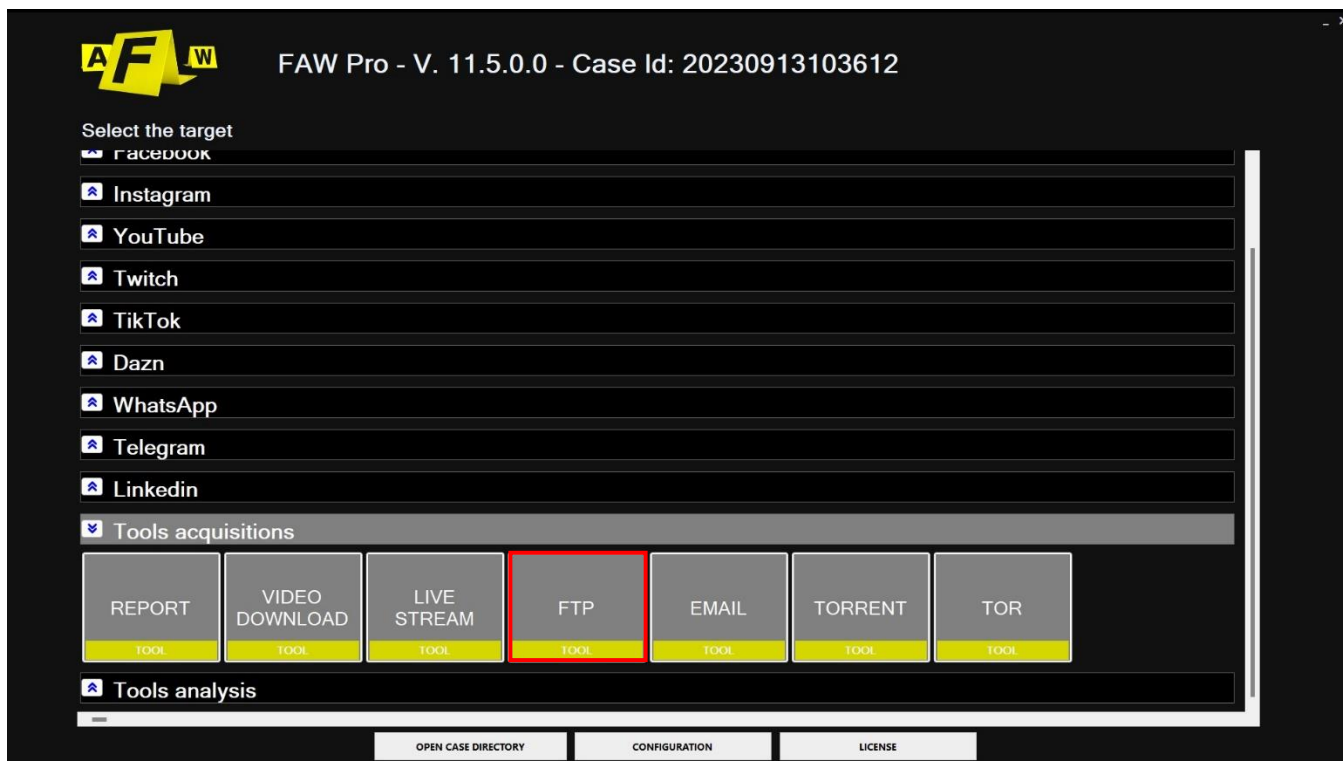 A F W
FAW Pro - V. 11.5.0.0 - Case Id: 20230913103612
Select the target
Facebook
Instagram
YouTube
Twitch
TikTok
Dazn
WhatsApp
Telegram
Linkedin
Tools acquisitions
REPORT
TOOL
VIDEO
DOWNLOAD
TOOL
LIVE
STREAM
TOOL
FTP
TOOL
EMAIL
TOOL
TORRENT
TOOL
TOR
TOOL
Tools analysis
OPEN CASE DIRECTORY
CONFIGURATION
LICENSE